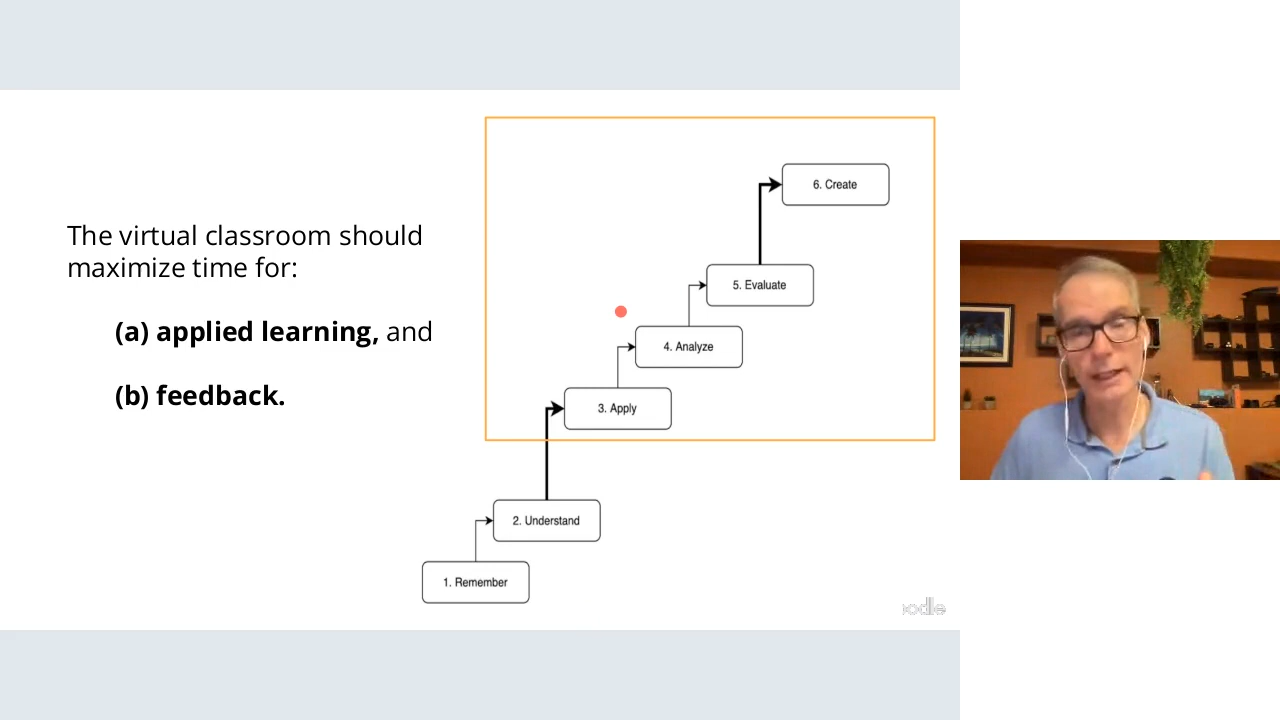 The virtual classroom should
maximize time for:
(a) applied learning, and
(b) feedback.
6. Create
5. Evaluate
4. Analyze
3. Apply
2. Understand
1. Remember